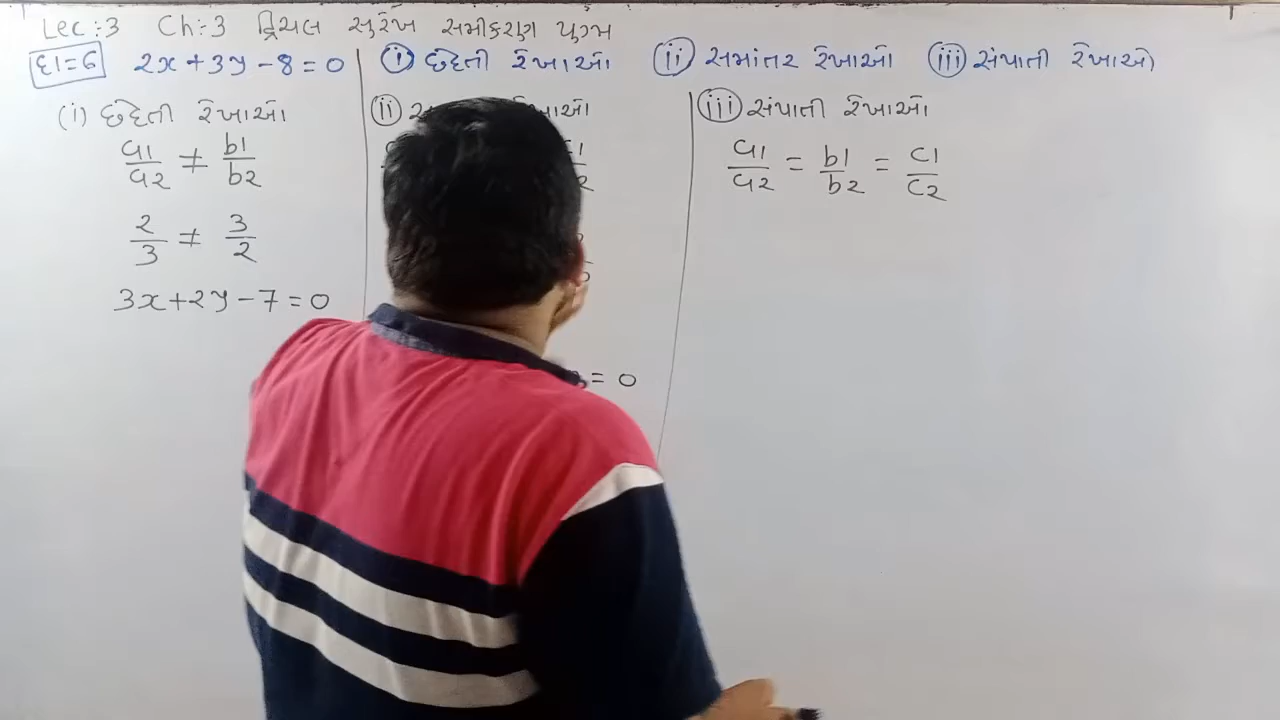 Lec:3 Ch:3 દ્વિચલ સુરેખ સમીકરણ યુગ્મ
દા=6 2x+3y-8=0 (i) છેદતી રેખાઓ (ii) સમાંતર રેખાઓ (iii) સંપાતી રેખાઓ
(i) છેદતી રેખાઓ
a1/a2 ≠ b1/b2
2/3 ≠ 3/2
3x+2y-7=0
(ii)
= 0
(iii) સંપાતી રેખાઓ
a1/a2 = b1/b2 = c1/c2